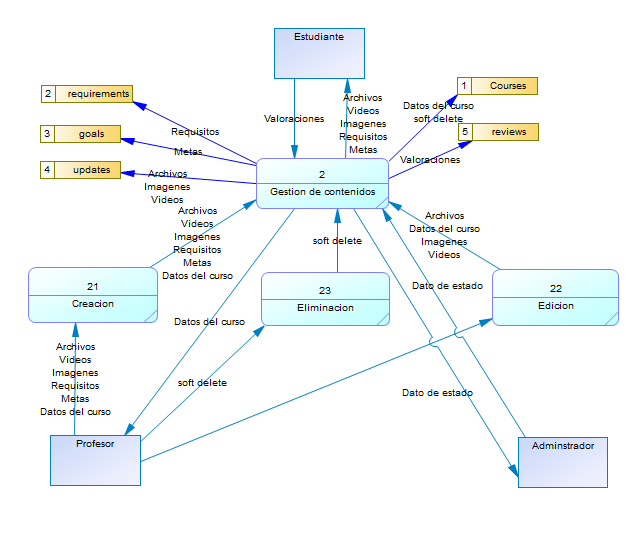 Estudiante
2 requirements
1 Courses
Archivos
Videos
Imagenes
Requisitos
Metas
Datos del curso
soft delete
Valoraciones
3 goals
Requisitos
5 reviews
Metas
Valoraciones
4 updates
Archivos
Imagenes
Videos
2
Gestion de contenidos
Archivos
Videos
Imagenes
Requisitos
Metas
Datos del curso
soft delete
Archivos
Datos del curso
Imagenes
Videos
21
Creacion
23
Eliminacion
Dato de estado
22
Edicion
Datos del curso
Archivos
Videos
Imagenes
Requisitos
Metas
Datos del curso
soft delete
Dato de estado
Profesor
Adminstrador